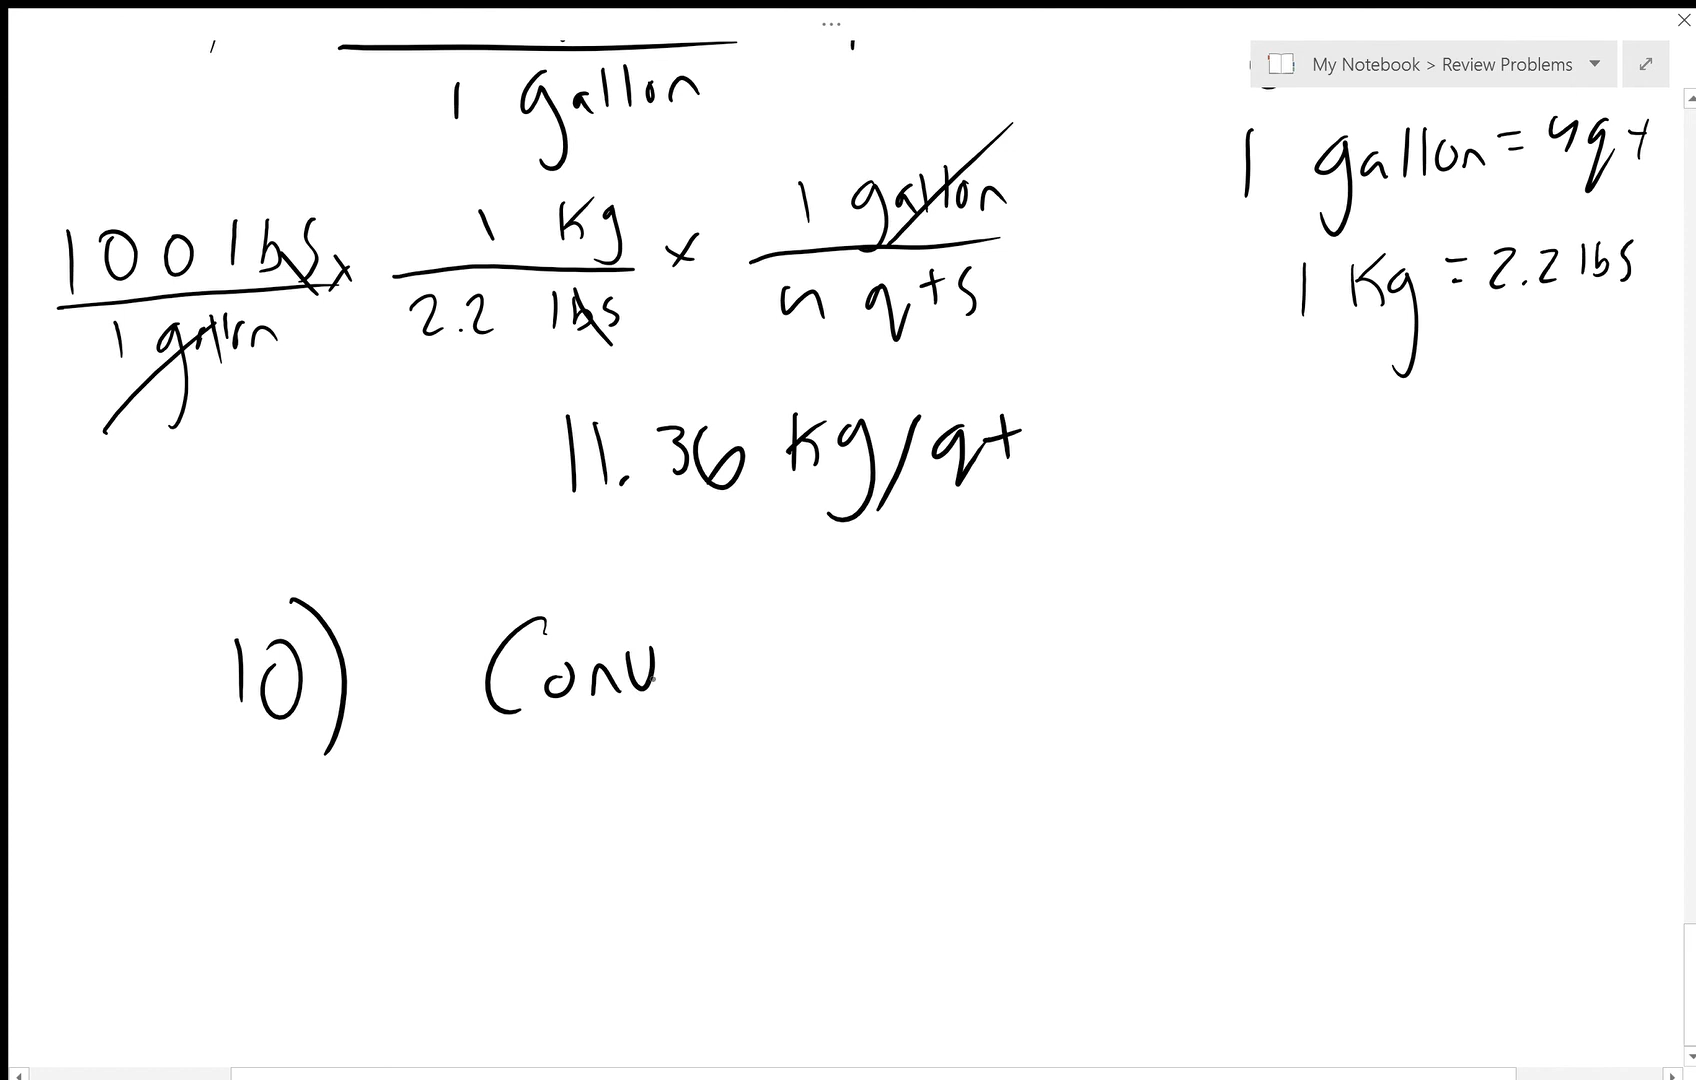 My Notebook > Review Problems
1 gallon
1 gallon = 4qt
1 Kg = 2.2 lbs
100 lbs x 1 Kg x 1 gallon
1 gallon 2.2 lbs 4 qts
11.36 Kg/qt
10) Conv